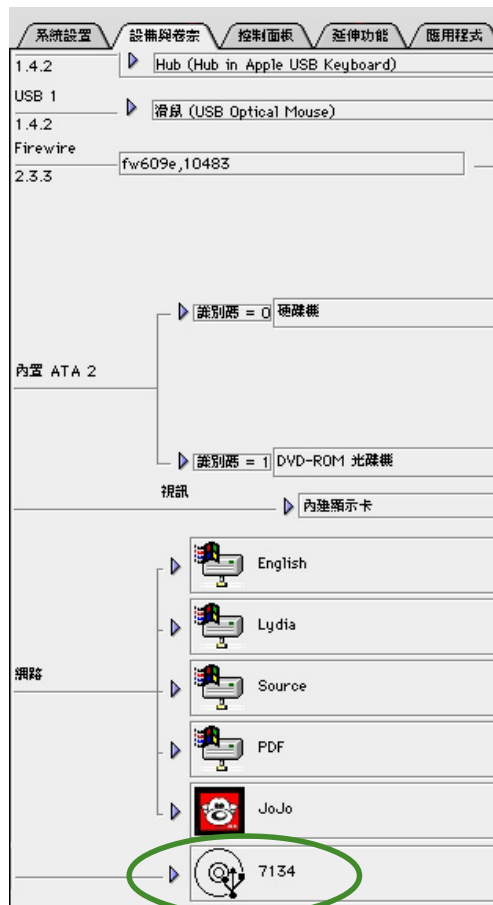 系統設置 設備與卷宗 控制面板 延伸功能 應用程式
1.4.2 Hub (Hub in Apple USB Keyboard)
USB 1
滑鼠 (USB Optical Mouse)
1.4.2
Firewire
fw609e,10483
2.3.3
識別碼 = 0 硬碟機
內置 ATA 2
識別碼 = 1 DVD-ROM 光碟機
視訊
內建顯示卡
English
Lydia
Source
網路
PDF
JoJo
7134